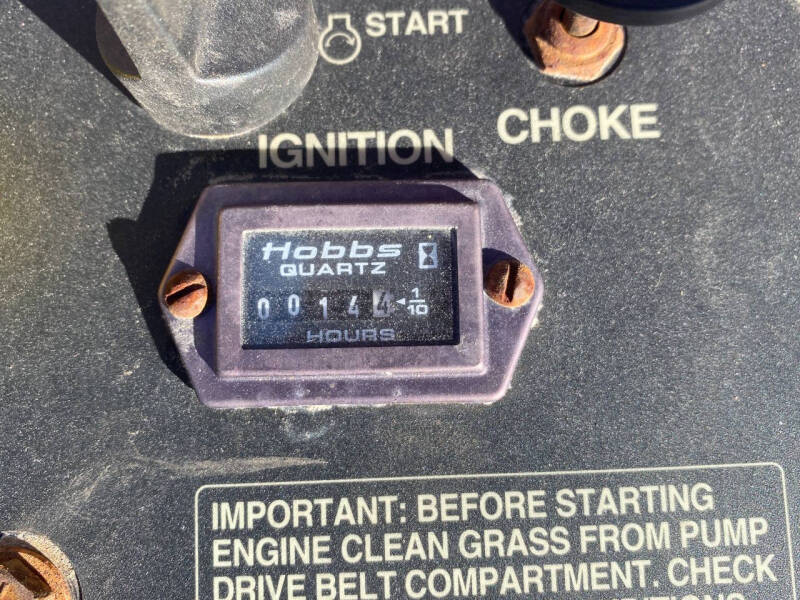 START
CHOKE
IGNITION
Hobbs
QUARTZ
0 0 1 4 4 1/10
HOURS
IMPORTANT: BEFORE STARTING
ENGINE CLEAN GRASS FROM PUMP
DRIVE BELT COMPARTMENT. CHECK